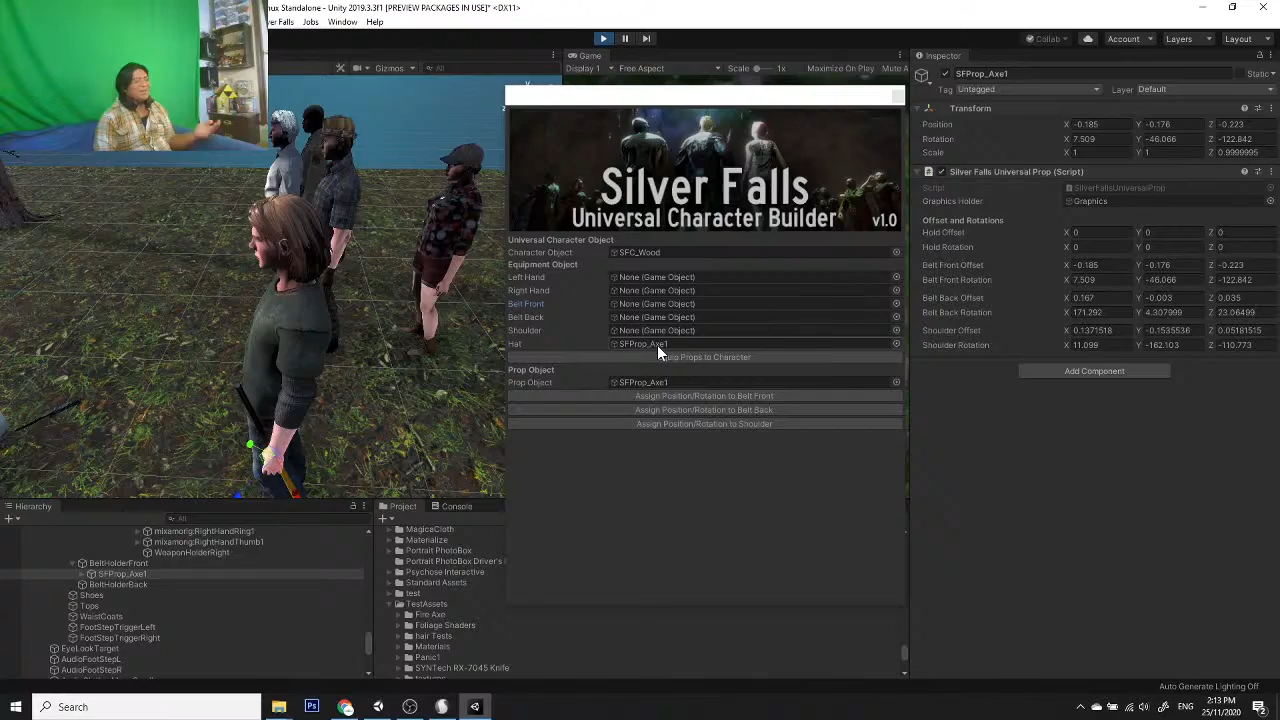 nux Standalone - Unity 2019.3.3f1 [PREVIEW PACKAGES IN USE]* <DX11>
er Falls Jobs Window Help
Collab Account Layers Layout
Gizmos All
Game
Display 1 Free Aspect Scale 1x Maximize On Play Mute A
Silver Falls
Universal Character Builder v1.0
Universal Character Object
Character Object SFC_Wood
Equipment Object
Left Hand None (Game Object)
Right Hand None (Game Object)
Belt Front None (Game Object)
Belt Back None (Game Object)
Shoulder None (Game Object)
Hat SFProp_Axe1
quip Props to Character
Prop Object
Prop Object SFProp_Axe1
Assign Position/Rotation to Belt Front
Assign Position/Rotation to Belt Back
Assign Position/Rotation to Shoulder
Inspector
SFProp_Axe1 Static
Tag Untagged Layer Default
Transform
Position X -0.185 Y -0.176 Z -0.223
Rotation X 7.509 Y -46.066 Z -122.842
Scale X 1 Y 1 Z 0.9999995
Silver Falls Universal Prop (Script)
Script SilverFallsUniversalProp
Graphics Holder Graphics
Offset and Rotations
Hold Offset X 0 Y 0 Z 0
Hold Rotation X 0 Y 0 Z 0
Belt Front Offset X -0.185 Y -0.176 Z -0.223
Belt Front Rotation X 7.509 Y -46.066 Z -122.842
Belt Back Offset X 0.167 Y -0.003 Z 0.035
Belt Back Rotation X 171.292 Y 4.307999 Z 23.06499
Shoulder Offset X 0.1371518 Y -0.1535536 Z 0.05181515
Shoulder Rotation X 11.099 Y -162.103 Z -110.773
Add Component
Hierarchy
All
mixamorig:RightHandRing1
mixamorig:RightHandThumb1
WeaponHolderRight
BeltHolderFront
SFProp_Axe1
BeltHolderBack
Shoes
Tops
WaistCoats
FootStepTriggerLeft
FootStepTriggerRight
EyeLookTarget
AudioFootStepL
AudioFootStepR
Project Console
MagicaCloth
Materialize
Portrait PhotoBox
Portrait PhotoBox Driver's
Psychose Interactive
Standard Assets
test
TestAssets
Fire Axe
Foliage Shaders
hair Tests
Materials
Panic1
SYNTech RX-7045 Knife
Auto Generate Lighting Off
Search
2:13 PM
25/11/2020